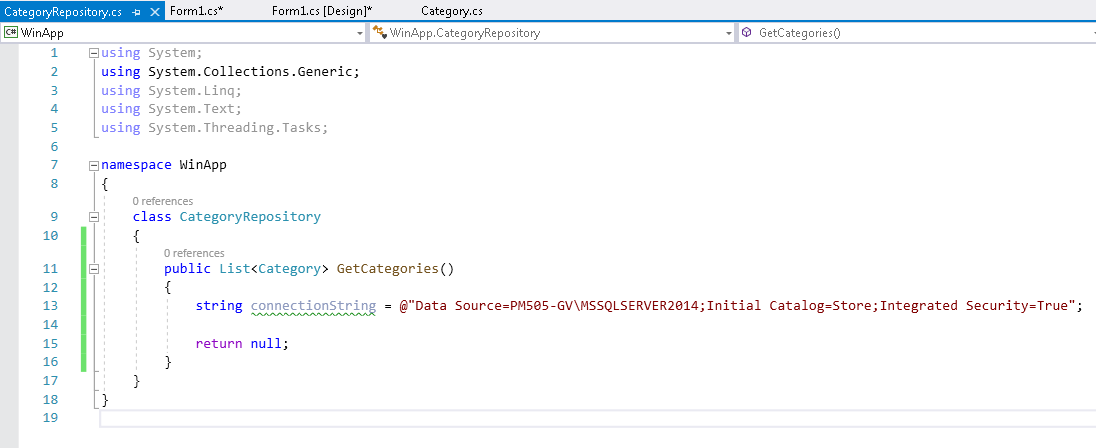 CategoryRepository.cs Form1.cs* Form1.cs [Design]* Category.cs
C# WinApp WinApp.CategoryRepository GetCategories()
1 using System;
2 using System.Collections.Generic;
3 using System.Linq;
4 using System.Text;
5 using System.Threading.Tasks;
6
7 namespace WinApp
8 {
0 references
9 class CategoryRepository
10 {
0 references
11 public List<Category> GetCategories()
12 {
13 string connectionString = @"Data Source=PM505-GV\MSSQLSERVER2014;Initial Catalog=Store;Integrated Security=True";
14
15 return null;
16 }
17 }
18 }
19